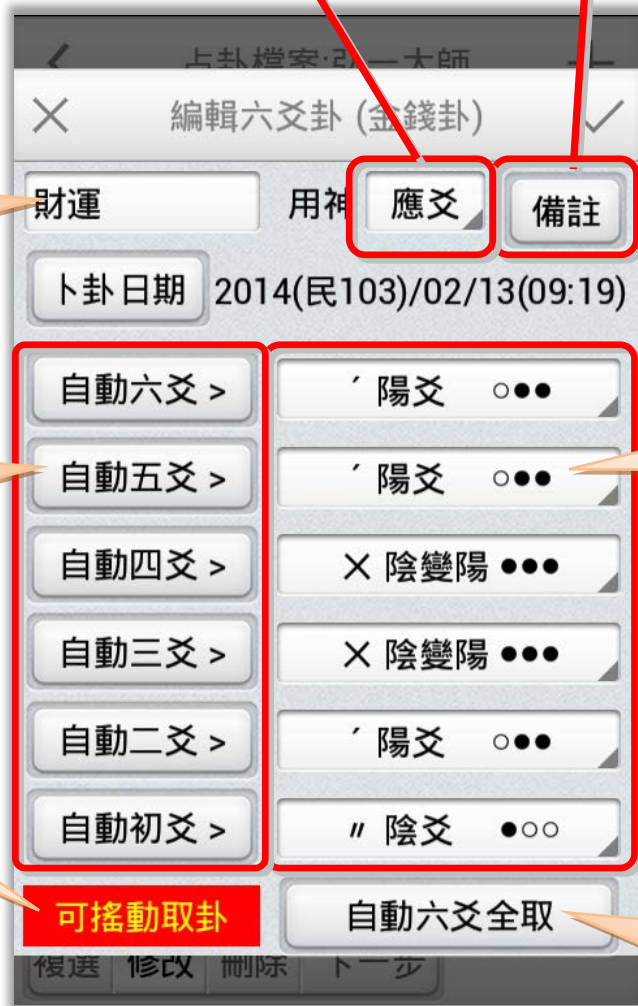 占卦檔案:弘一大師
× 編輯六爻卦 (金錢卦)
財運 用神 應爻 備註
卜卦日期 2014(民103)/02/13(09:19)
自動六爻 > ˊ 陽爻 ○●●
自動五爻 > ˊ 陽爻 ○●●
自動四爻 > × 陰變陽 ●●●
自動三爻 > × 陰變陽 ●●●
自動二爻 > ˊ 陽爻 ○●●
自動初爻 > 〃 陰爻 ●○○
可搖動取卦 自動六爻全取
複選 修改 刪除 下一步